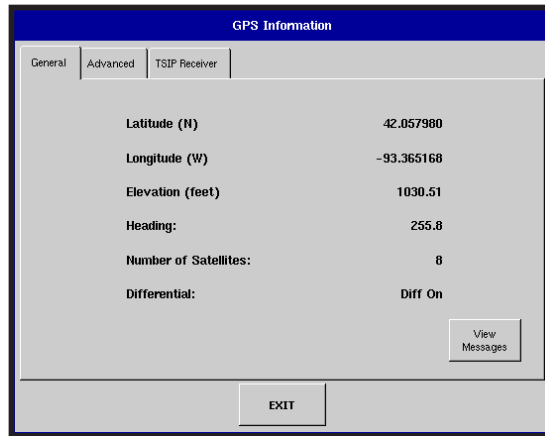 GPS Information
General Advanced TSIP Receiver
Latitude (N) 42.057980
Longitude (W) -93.365168
Elevation (feet) 1030.51
Heading: 255.8
Number of Satellites: 8
Differential: Diff On
View
Messages
EXIT